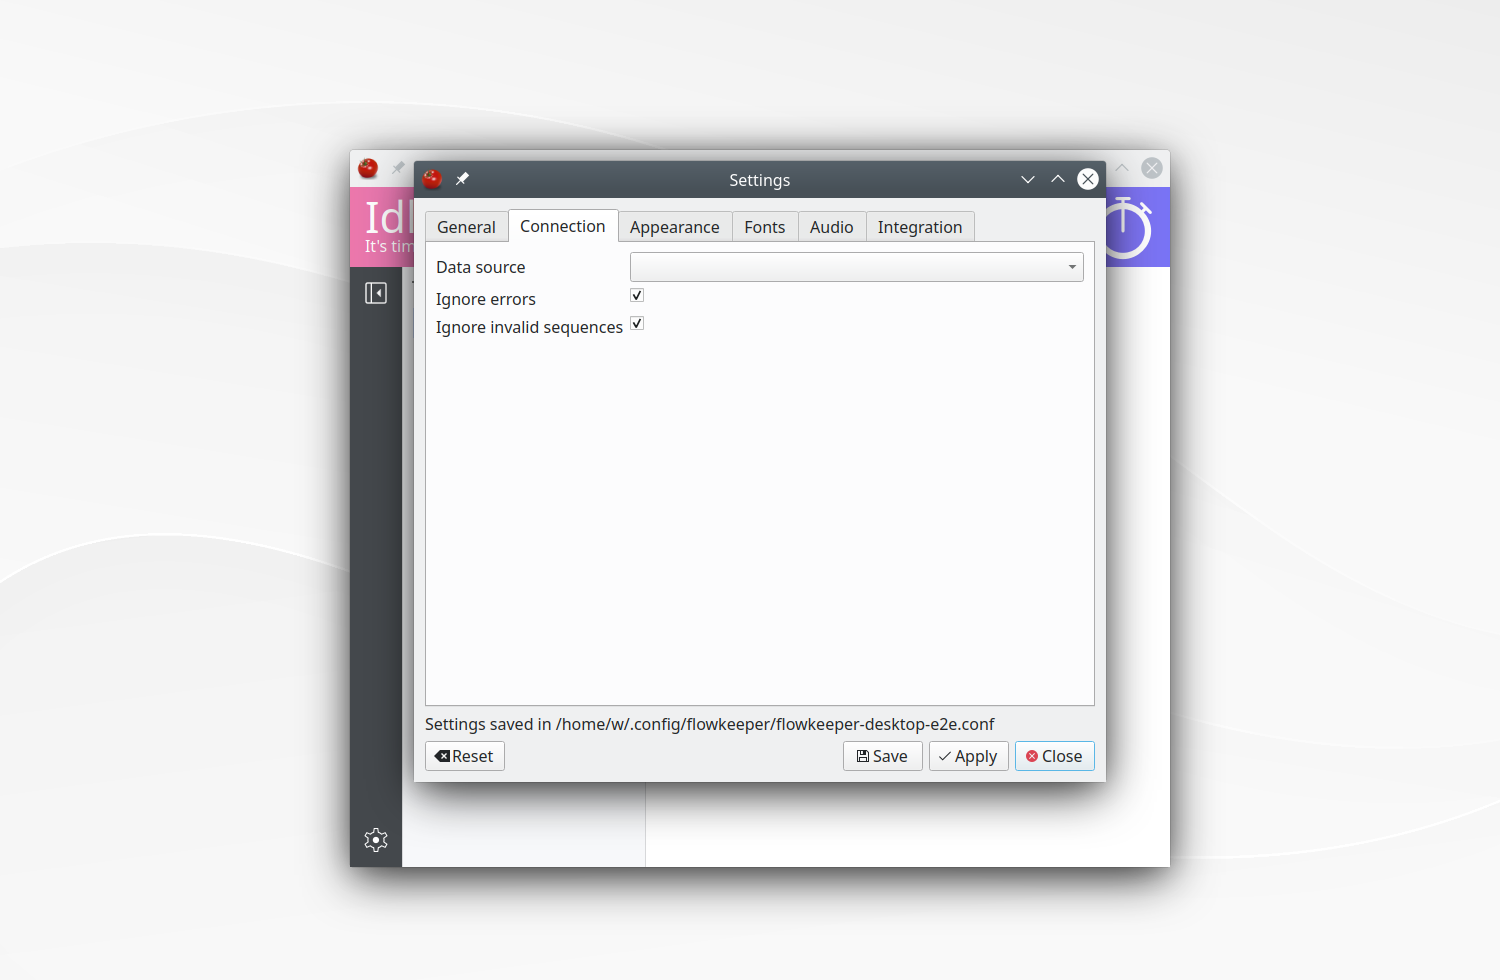 Settings
Idl
It's tim
General Connection Appearance Fonts Audio Integration
Data source
Ignore errors
Ignore invalid sequences
Settings saved in /home/w/.config/flowkeeper/flowkeeper-desktop-e2e.conf
Reset Save Apply Close